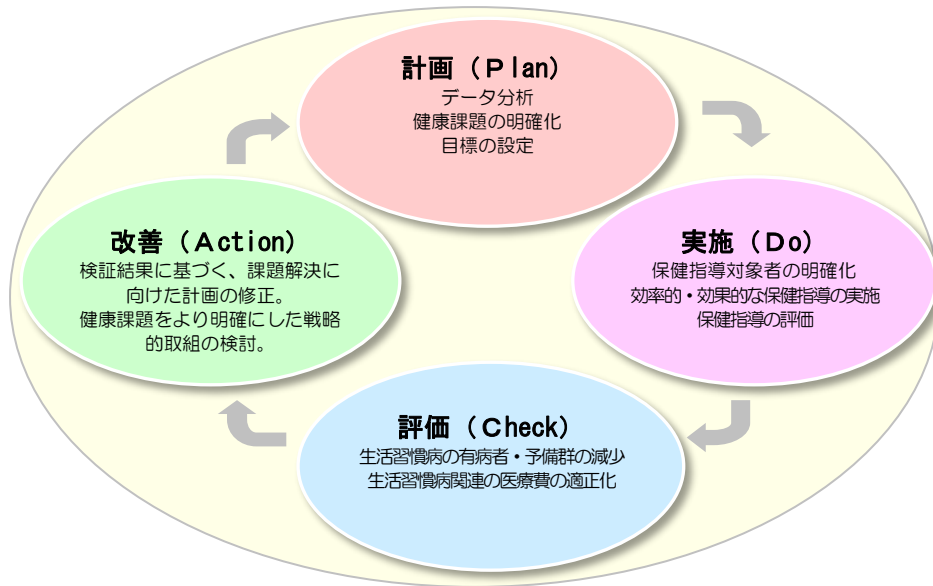 計画（Ｐlan）
データ分析
健康課題の明確化
目標の設定
実施（Ｄo）
保健指導対象者の明確化
効率的・効果的な保健指導の実施
保健指導の評価
評価（Ｃheck）
生活習慣病の有病者・予備群の減少
生活習慣病関連の医療費の適正化
改善（Ａction）
検証結果に基づく、課題解決に
向けた計画の修正。
健康課題をより明確にした戦略
的取組の検討。